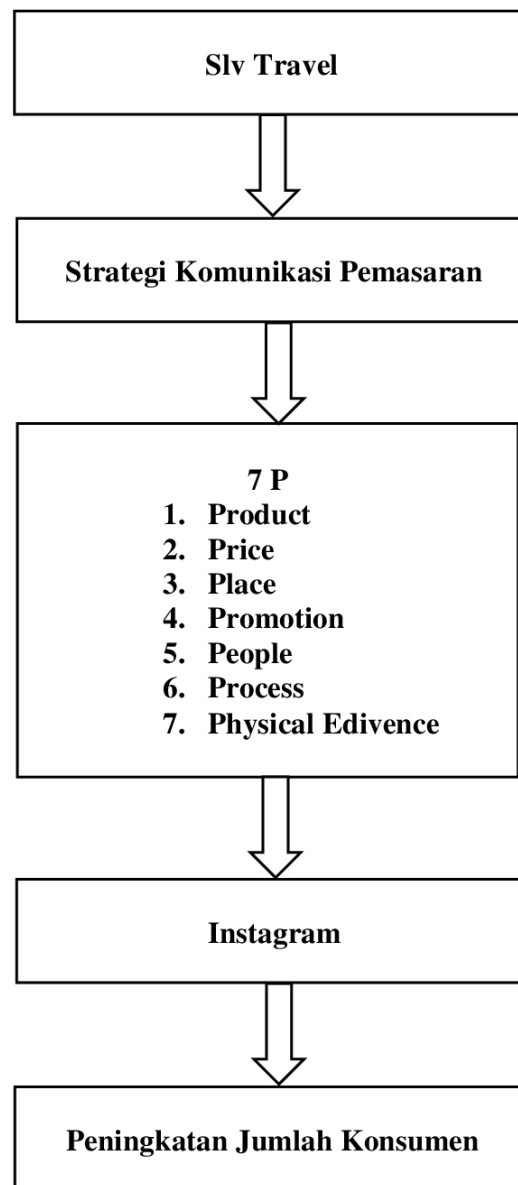 Slv Travel
Strategi Komunikasi Pemasaran
7 P
1. Product
2. Price
3. Place
4. Promotion
5. People
6. Process
7. Physical Edivence
Instagram
Peningkatan Jumlah Konsumen